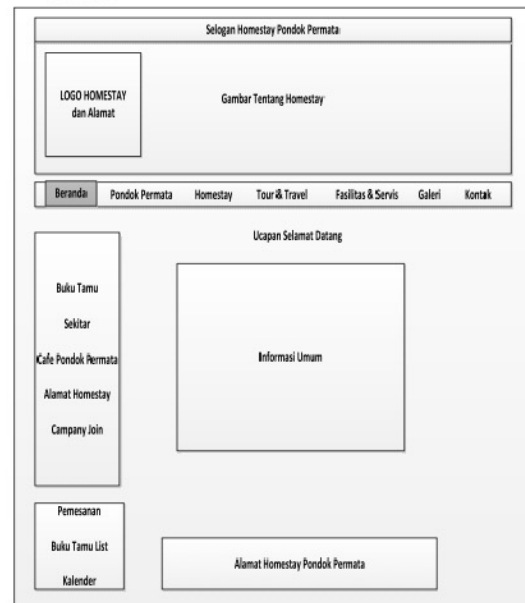 Selogan Homestay Pondok Permata
LOGO HOMESTAY
dan Alamat
Gambar Tentang Homestay
Beranda Pondok Permata Homestay Tour & Travel Fasilitas & Servis Galeri Kontak
Ucapan Selamat Datang
Buku Tamu
Sekitar
Cafe Pondok Permata
Alamat Homestay
Campany Join
Informasi Umum
Pemesanan
Buku Tamu List
Kalender
Alamat Homestay Pondok Permata